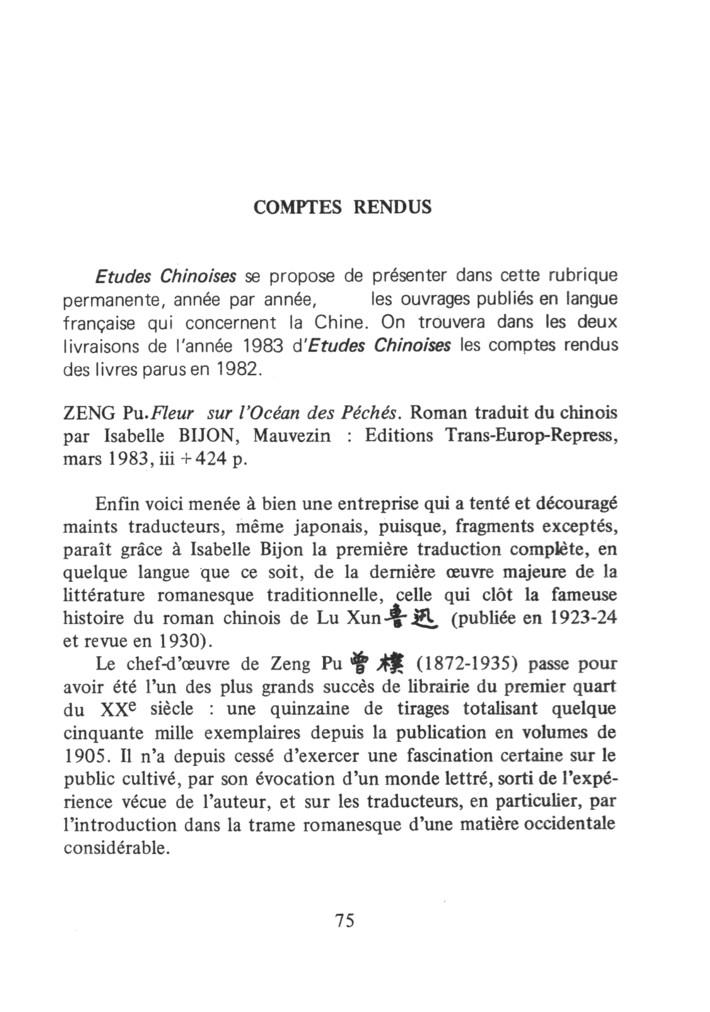 COMPTES RENDUS
Etudes Chinoises se propose de présenter dans cette rubrique
permanente, année par année, les ouvrages publiés en langue
française qui concernent la Chine. On trouvera dans les deux
livraisons de l'année 1983 d'Etudes Chinoises les comptes rendus
des livres parus en 1982.
ZENG Pu. Fleur sur l'Océan des Péchés. Roman traduit du chinois
par Isabelle BIJON, Mauvezin : Editions Trans-Europ-Repress,
mars 1983, iii + 424 p.
Enfin voici menée à bien une entreprise qui a tenté et découragé
maints traducteurs, même japonais, puisque, fragments exceptés,
paraît grâce à Isabelle Bijon la première traduction complète, en
quelque langue que ce soit, de la dernière œuvre majeure de la
littérature romanesque traditionnelle, celle qui clôt la fameuse
histoire du roman chinois de Lu Xun 魯迅 (publiée en 1923-24
et revue en 1930).
Le chef-d'œuvre de Zeng Pu 曾樸 (1872-1935) passe pour
avoir été l'un des plus grands succès de librairie du premier quart
du XXe siècle : une quinzaine de tirages totalisant quelque
cinquante mille exemplaires depuis la publication en volumes de
1905. Il n'a depuis cessé d'exercer une fascination certaine sur le
public cultivé, par son évocation d'un monde lettré, sorti de l'expé-
rience vécue de l'auteur, et sur les traducteurs, en particulier, par
l'introduction dans la trame romanesque d'une matière occidentale
considérable.
75